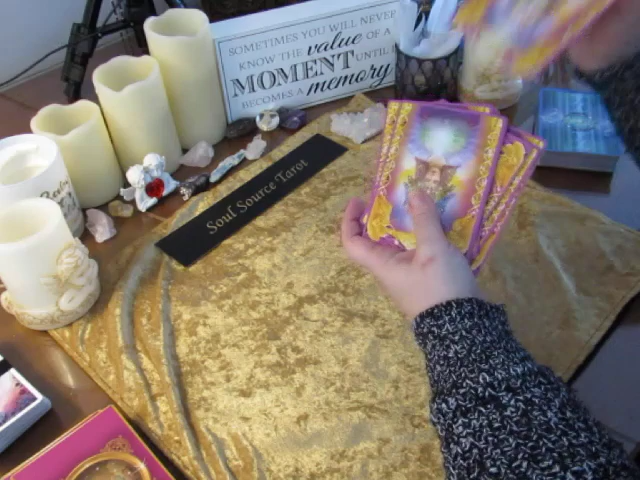 SOMETIMES YOU WILL NEVER
KNOW THE value OF A
MOMENT UNTIL IT
BECOMES A memory
Soul Source Tarot